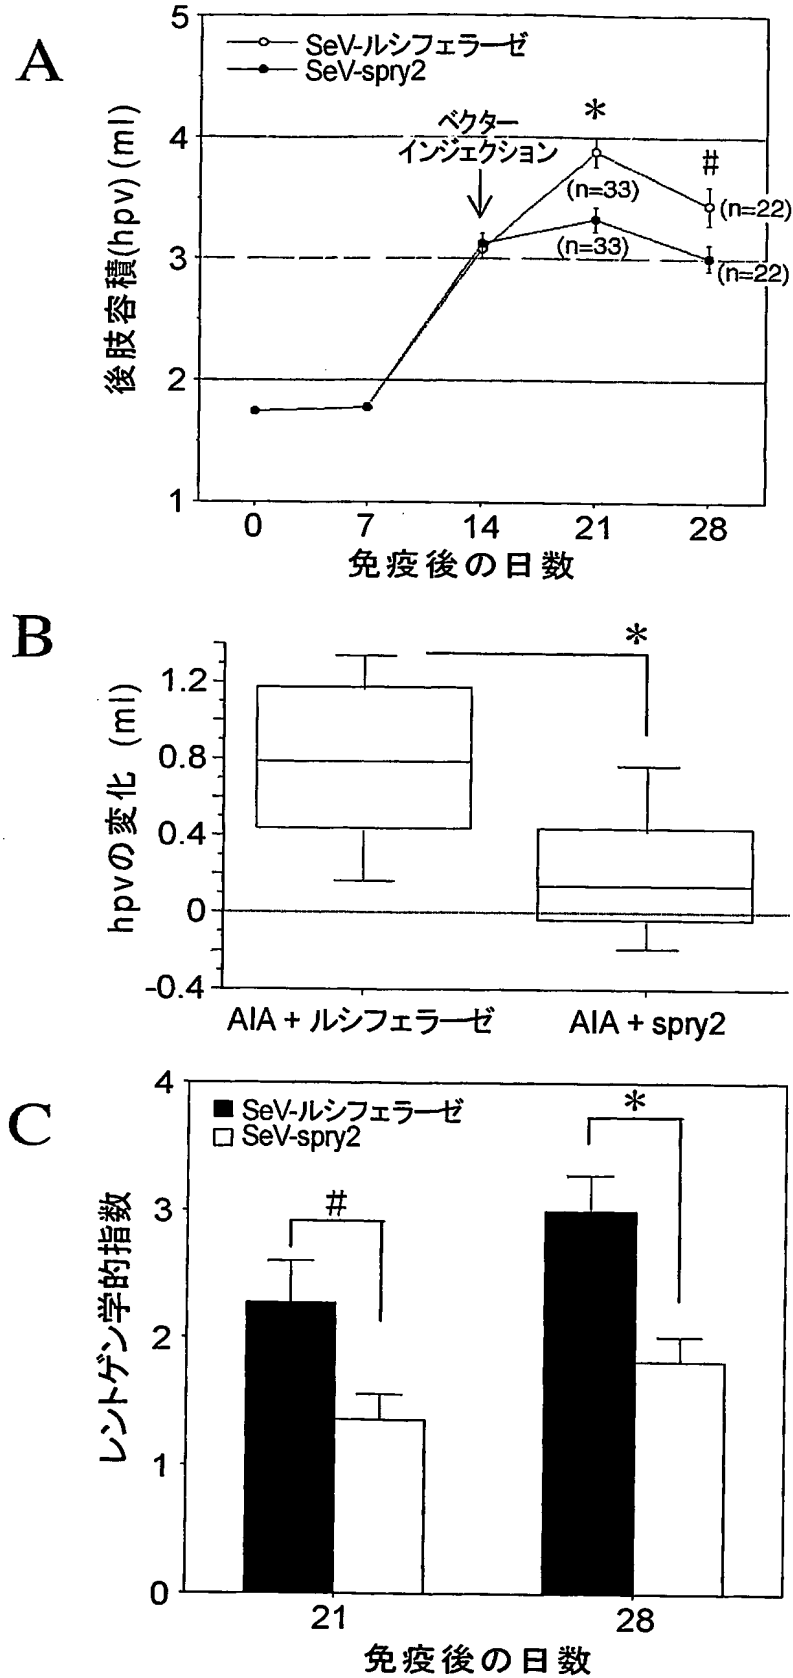 A
5
4
3
2
1
後肢容積(hpv)(ml)
SeV-ルシフェラーゼ
SeV-spry2
ベクター
インジェクション
*
#
(n=33)
(n=22)
(n=33)
(n=22)
0 7 14 21 28
免疫後の日数
B
*
hpvの変化 (ml)
1.2
0.8
0.4
0
-0.4
AIA + ルシフェラーゼ AIA + spry2
C
4
3
2
1
0
レントゲン学的指数
SeV-ルシフェラーゼ
SeV-spry2
#
*
21 28
免疫後の日数